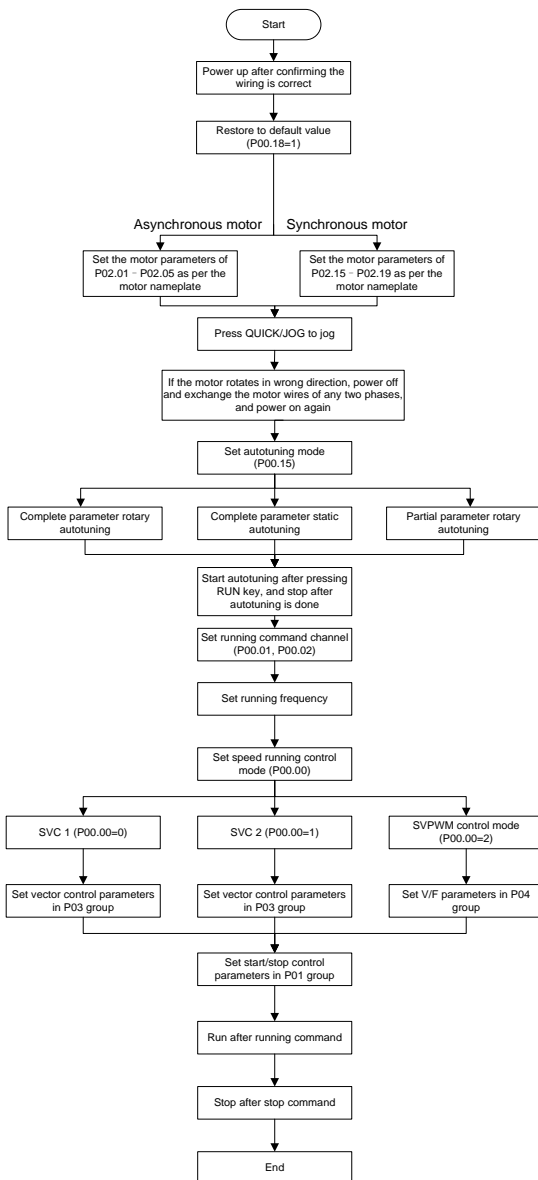 Start
Power up after confirming the
wiring is correct
Restore to default value
(P00.18=1)
Asynchronous motor
Synchronous motor
Set the motor parameters of
P02.01﹣P02.05 as per the
motor nameplate
Set the motor parameters of
P02.15﹣P02.19 as per the
motor nameplate
Press QUICK/JOG to jog
If the motor rotates in wrong direction, power off
and exchange the motor wires of any two phases,
and power on again
Set autotuning mode
(P00.15)
Complete parameter rotary
autotuning
Complete parameter static
autotuning
Partial parameter rotary
autotuning
Start autotuning after pressing
RUN key, and stop after
autotuning is done
Set running command channel
(P00.01, P00.02)
Set running frequency
Set speed running control
mode (P00.00)
SVC 1 (P00.00=0)
SVC 2 (P00.00=1)
SVPWM control mode
(P00.00=2)
Set vector control parameters
in P03 group
Set vector control parameters
in P03 group
Set V/F parameters in P04
group
Set start/stop control
parameters in P01 group
Run after running command
Stop after stop command
End